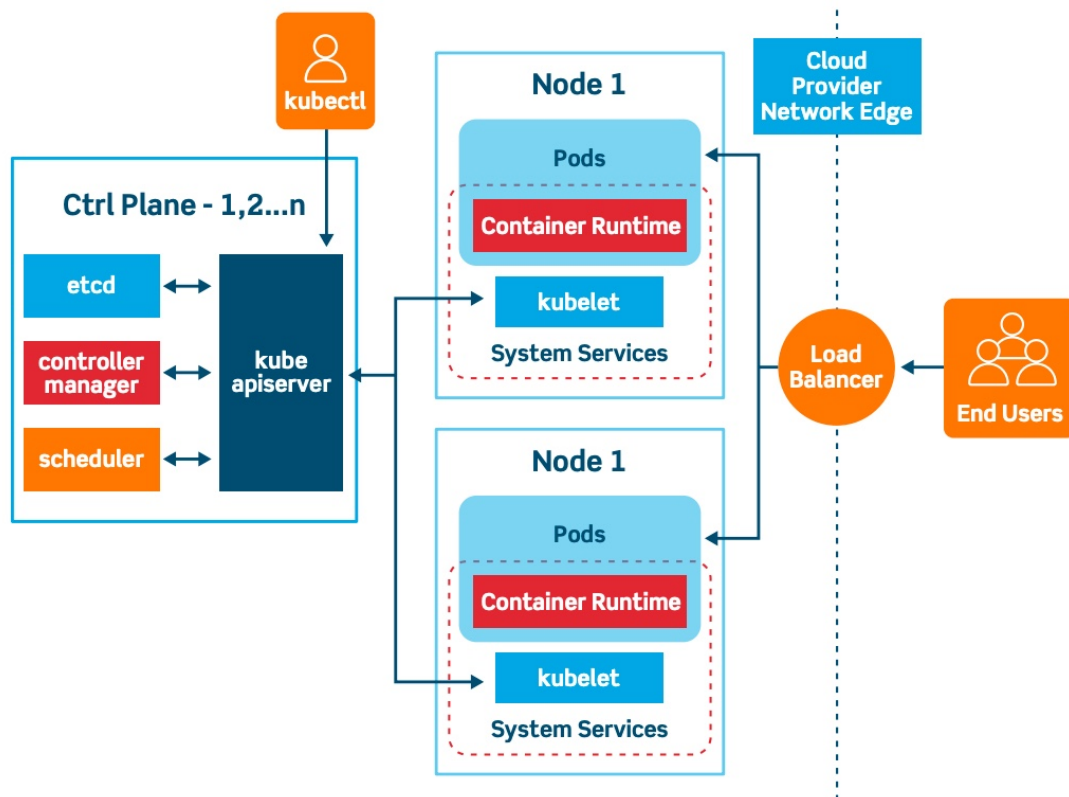 kubectl
Ctrl Plane - 1,2...n
etcd
controller
manager
scheduler
kube
apiserver
Node 1
Pods
Container Runtime
kubelet
System Services
Node 1
Pods
Container Runtime
kubelet
System Services
Cloud
Provider
Network Edge
Load
Balancer
End Users